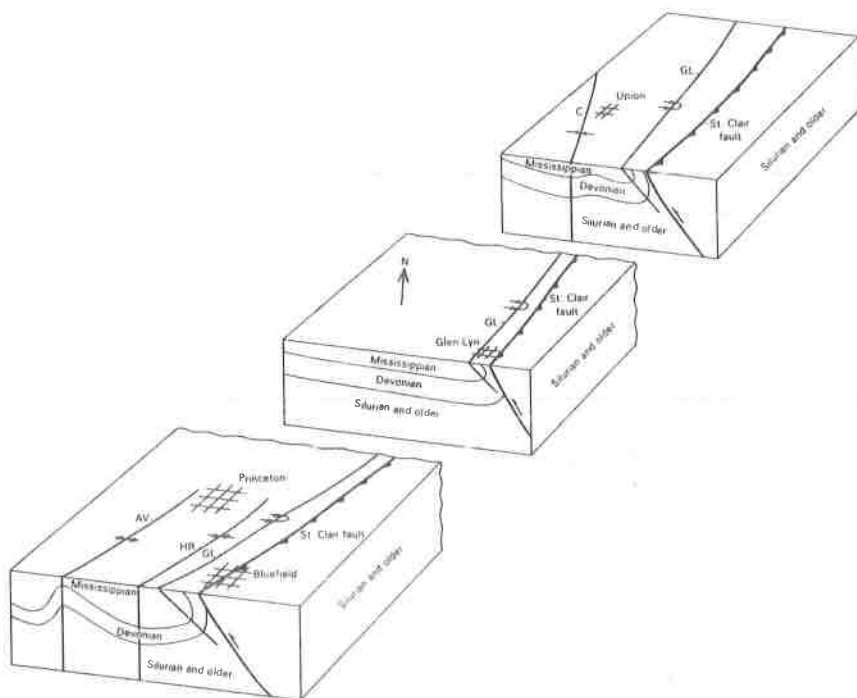 GL
Union
C
St. Clair
fault
Silurian and older
Mississippian
Devonian
Silurian and older
N
St. Clair
fault
GL
Glen Lyn
Silurian and older
Mississippian
Devonian
Silurian and older
Princeton
AV
HR
GL
St. Clair fault
Bluefield
Silurian and older
Mississippian
Devonian
Silurian and older